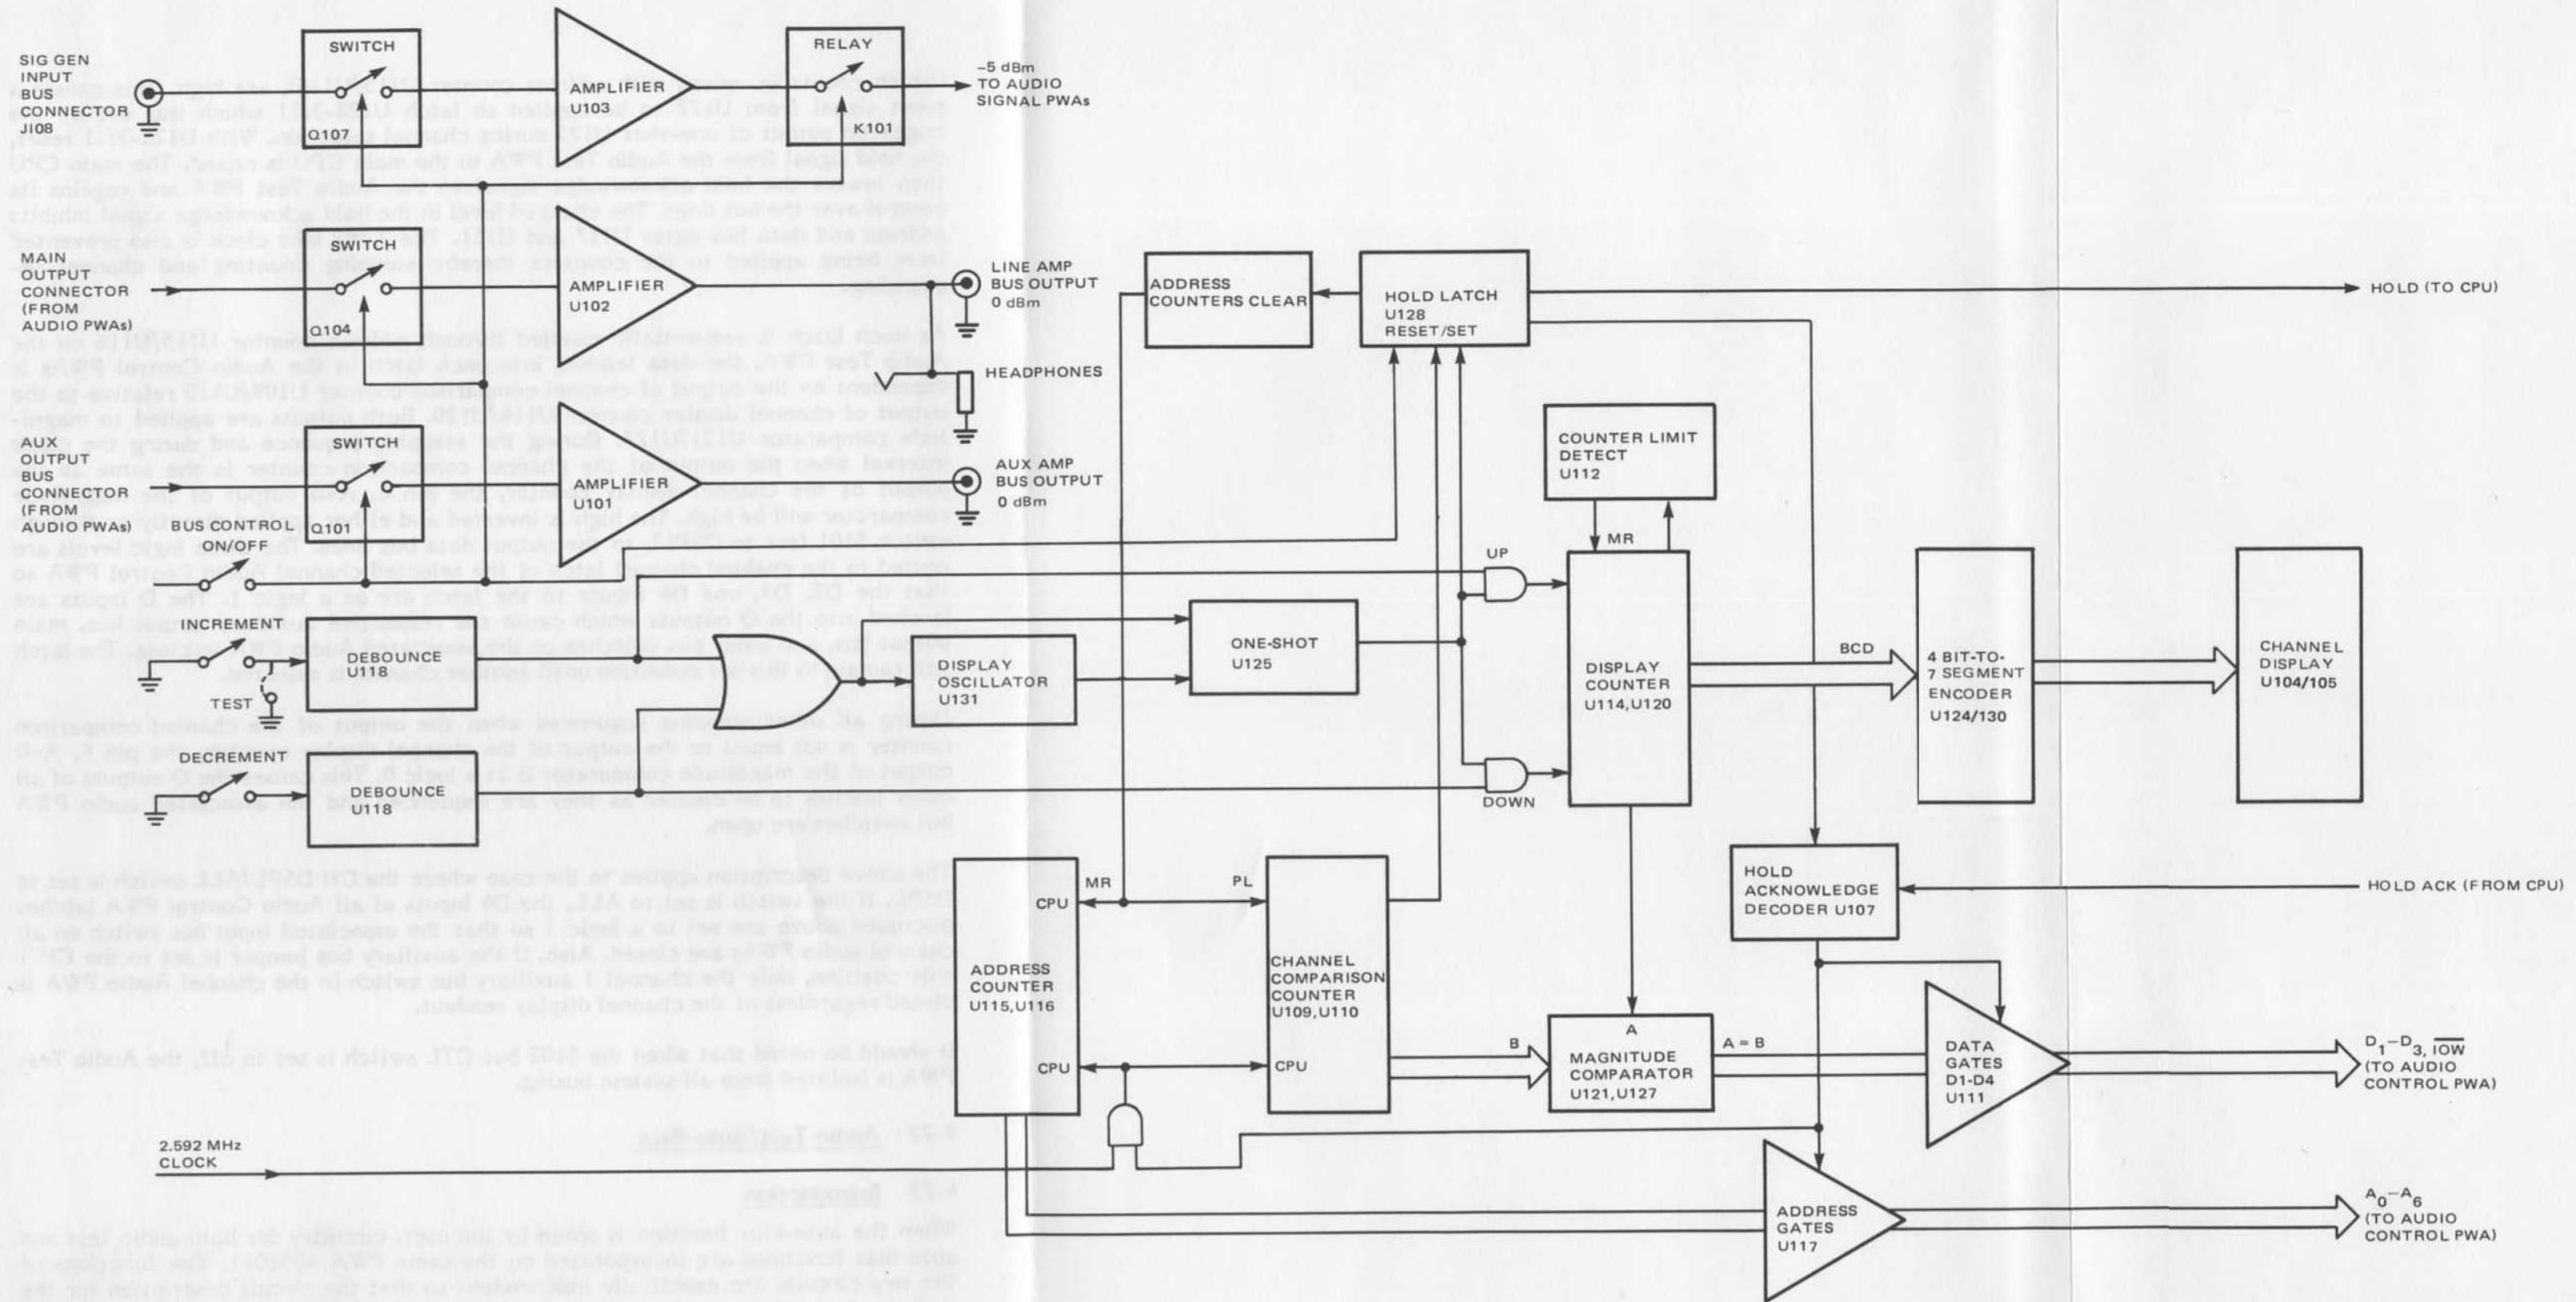 SIG GEN
INPUT
BUS
CONNECTOR
J108
SWITCH
Q107
AMPLIFIER
U103
RELAY
K101
-5 dBm
TO AUDIO
SIGNAL PWAs
MAIN
OUTPUT
CONNECTOR
(FROM
AUDIO PWAs)
SWITCH
Q104
AMPLIFIER
U102
LINE AMP
BUS OUTPUT
0 dBm
HEADPHONES
AUX
OUTPUT
BUS
CONNECTOR
(FROM
AUDIO PWAs)
SWITCH
Q101
AMPLIFIER
U101
AUX AMP
BUS OUTPUT
0 dBm
BUS CONTROL
ON/OFF
INCREMENT
TEST
DEBOUNCE
U118
DECREMENT
DEBOUNCE
U118
DISPLAY
OSCILLATOR
U131
ONE-SHOT
U125
ADDRESS
COUNTERS CLEAR
HOLD LATCH
U128
RESET/SET
HOLD (TO CPU)
COUNTER LIMIT
DETECT
U112
MR
UP
DOWN
DISPLAY
COUNTER
U114,U120
BCD
4 BIT-TO-
7 SEGMENT
ENCODER
U124/130
CHANNEL
DISPLAY
U104/105
HOLD
ACKNOWLEDGE
DECODER U107
HOLD ACK (FROM CPU)
MR
CPU
ADDRESS
COUNTER
U115,U116
CPU
PL
CHANNEL
COMPARISON
COUNTER
U109,U110
CPU
B
A
MAGNITUDE
COMPARATOR
U121,U127
A = B
DATA
GATES
D1-D4
U111
D1-D3, IOW
(TO AUDIO
CONTROL PWA)
2.592 MHz
CLOCK
ADDRESS
GATES
U117
A0-A6
(TO AUDIO
CONTROL PWA)